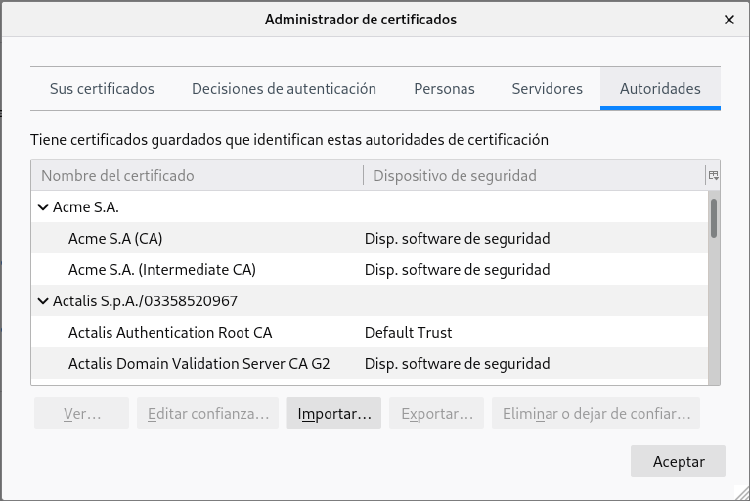 Administrador de certificados
Sus certificados Decisiones de autenticación Personas Servidores Autoridades
Tiene certificados guardados que identifican estas autoridades de certificación
Nombre del certificado Dispositivo de seguridad
Acme S.A.
Acme S.A (CA) Disp. software de seguridad
Acme S.A. (Intermediate CA) Disp. software de seguridad
Actalis S.p.A./03358520967
Actalis Authentication Root CA Default Trust
Actalis Domain Validation Server CA G2 Disp. software de seguridad
Ver... Editar confianza... Importar... Exportar... Eliminar o dejar de confiar...
Aceptar